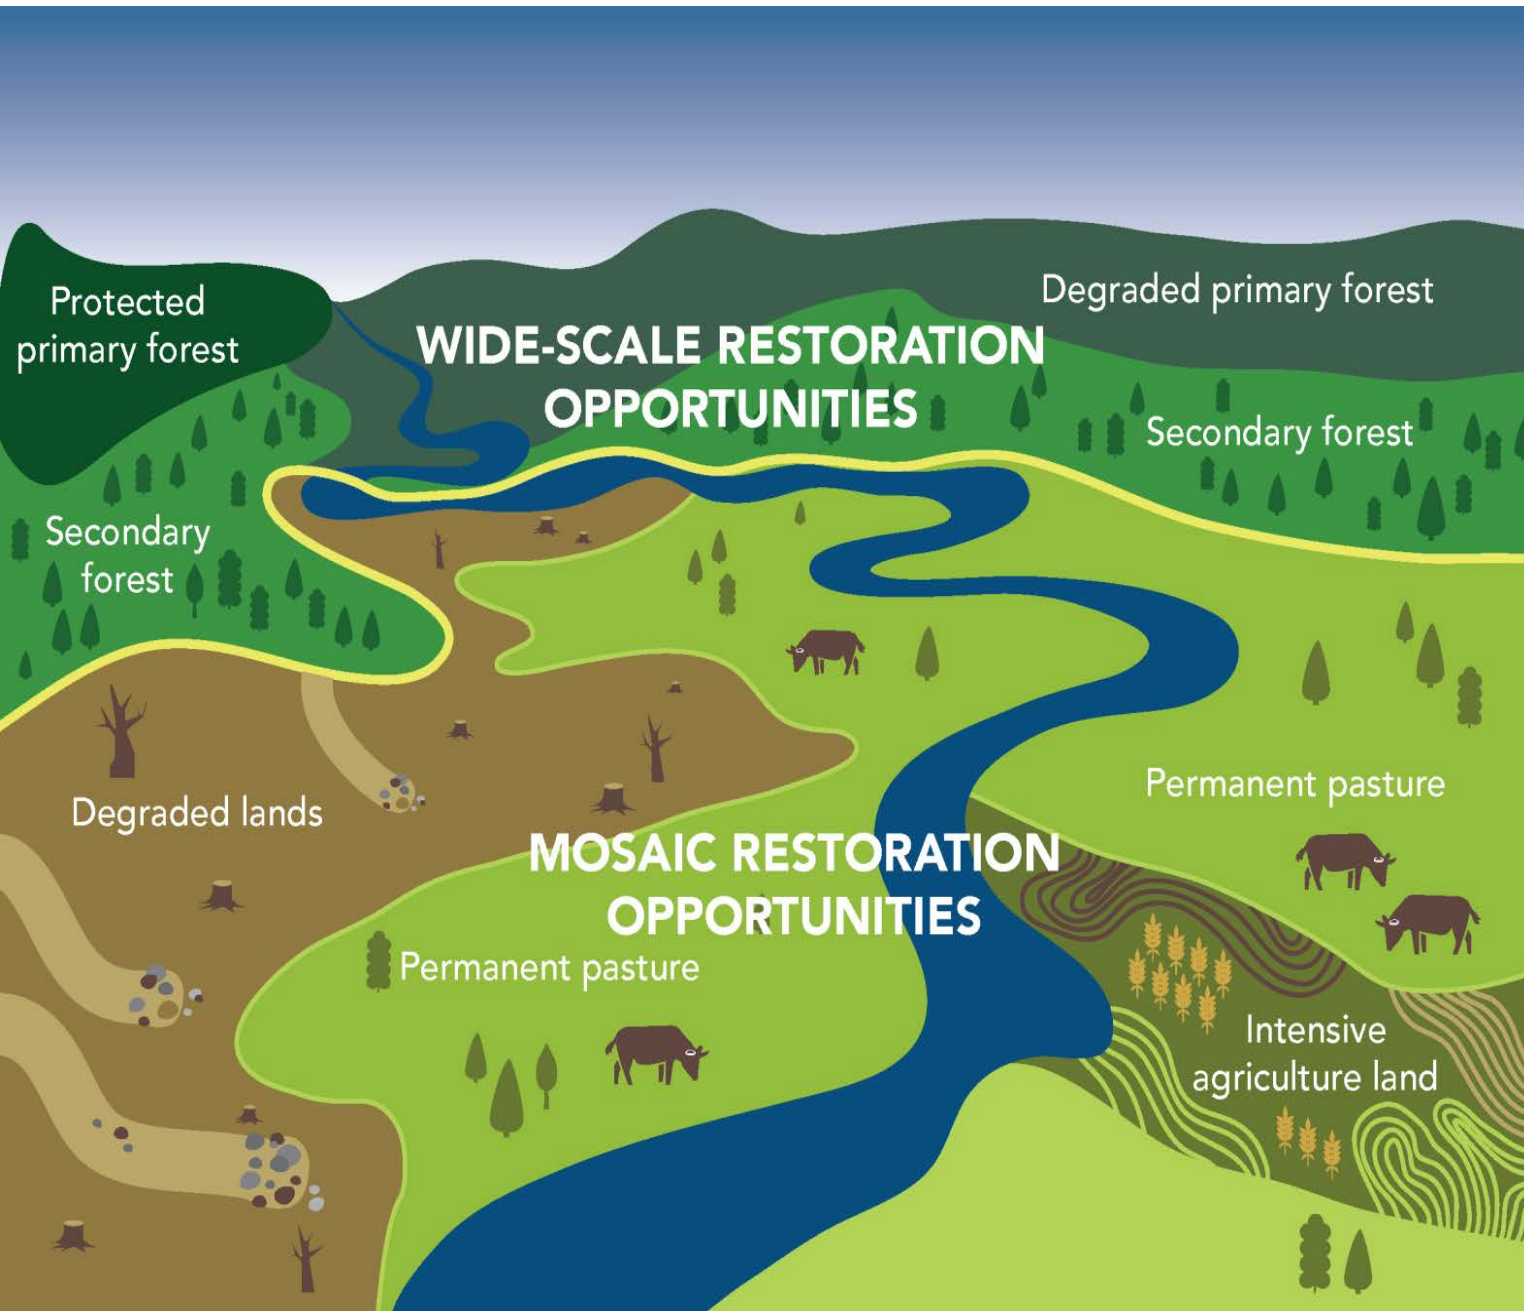 Protected
primary forest
Degraded primary forest
WIDE-SCALE RESTORATION
OPPORTUNITIES
Secondary forest
Secondary
forest
Degraded lands
Permanent pasture
MOSAIC RESTORATION
OPPORTUNITIES
Permanent pasture
Intensive
agriculture land